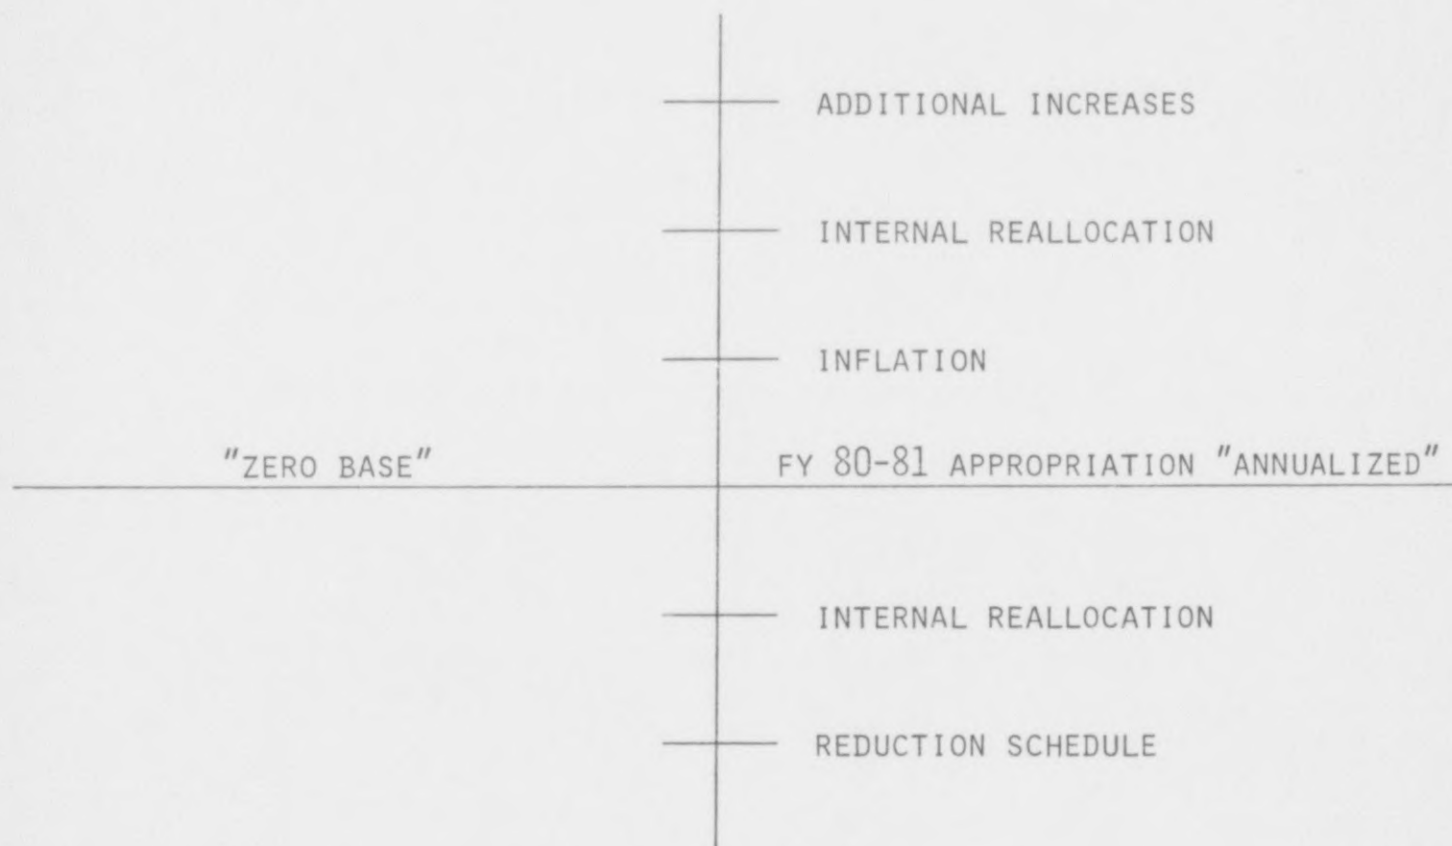 ADDITIONAL INCREASES
INTERNAL REALLOCATION
INFLATION
"ZERO BASE"
FY 80-81 APPROPRIATION "ANNUALIZED"
INTERNAL REALLOCATION
REDUCTION SCHEDULE